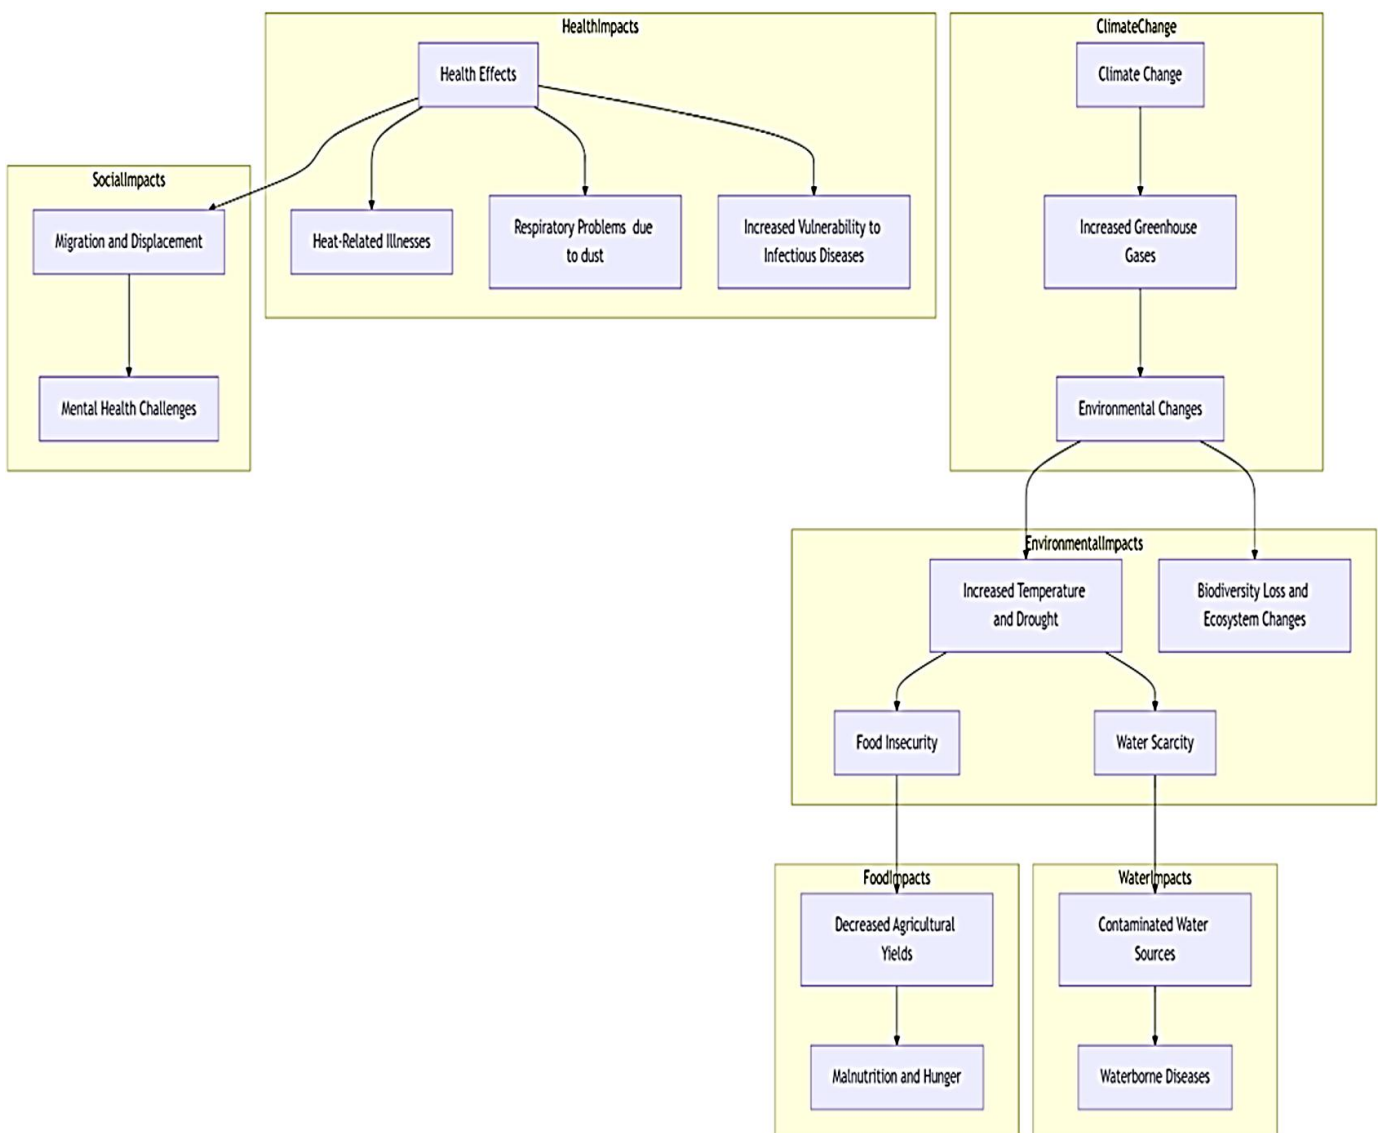 HealthImpacts
Health Effects
Heat-Related Illnesses
Respiratory Problems due
to dust
Increased Vulnerability to
Infectious Diseases
SocialImpacts
Migration and Displacement
Mental Health Challenges
ClimateChange
Climate Change
Increased Greenhouse
Gases
Environmental Changes
EnvironmentalImpacts
Increased Temperature
and Drought
Biodiversity Loss and
Ecosystem Changes
Food Insecurity
Water Scarcity
FoodImpacts
Decreased Agricultural
Yields
Malnutrition and Hunger
WaterImpacts
Contaminated Water
Sources
Waterborne Diseases